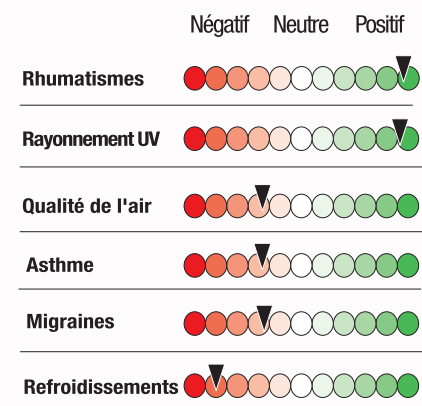 Négatif Neutre Positif
Rhumatismes
Rayonnement UV
Qualité de l'air
Asthme
Migraines
Refroidissements